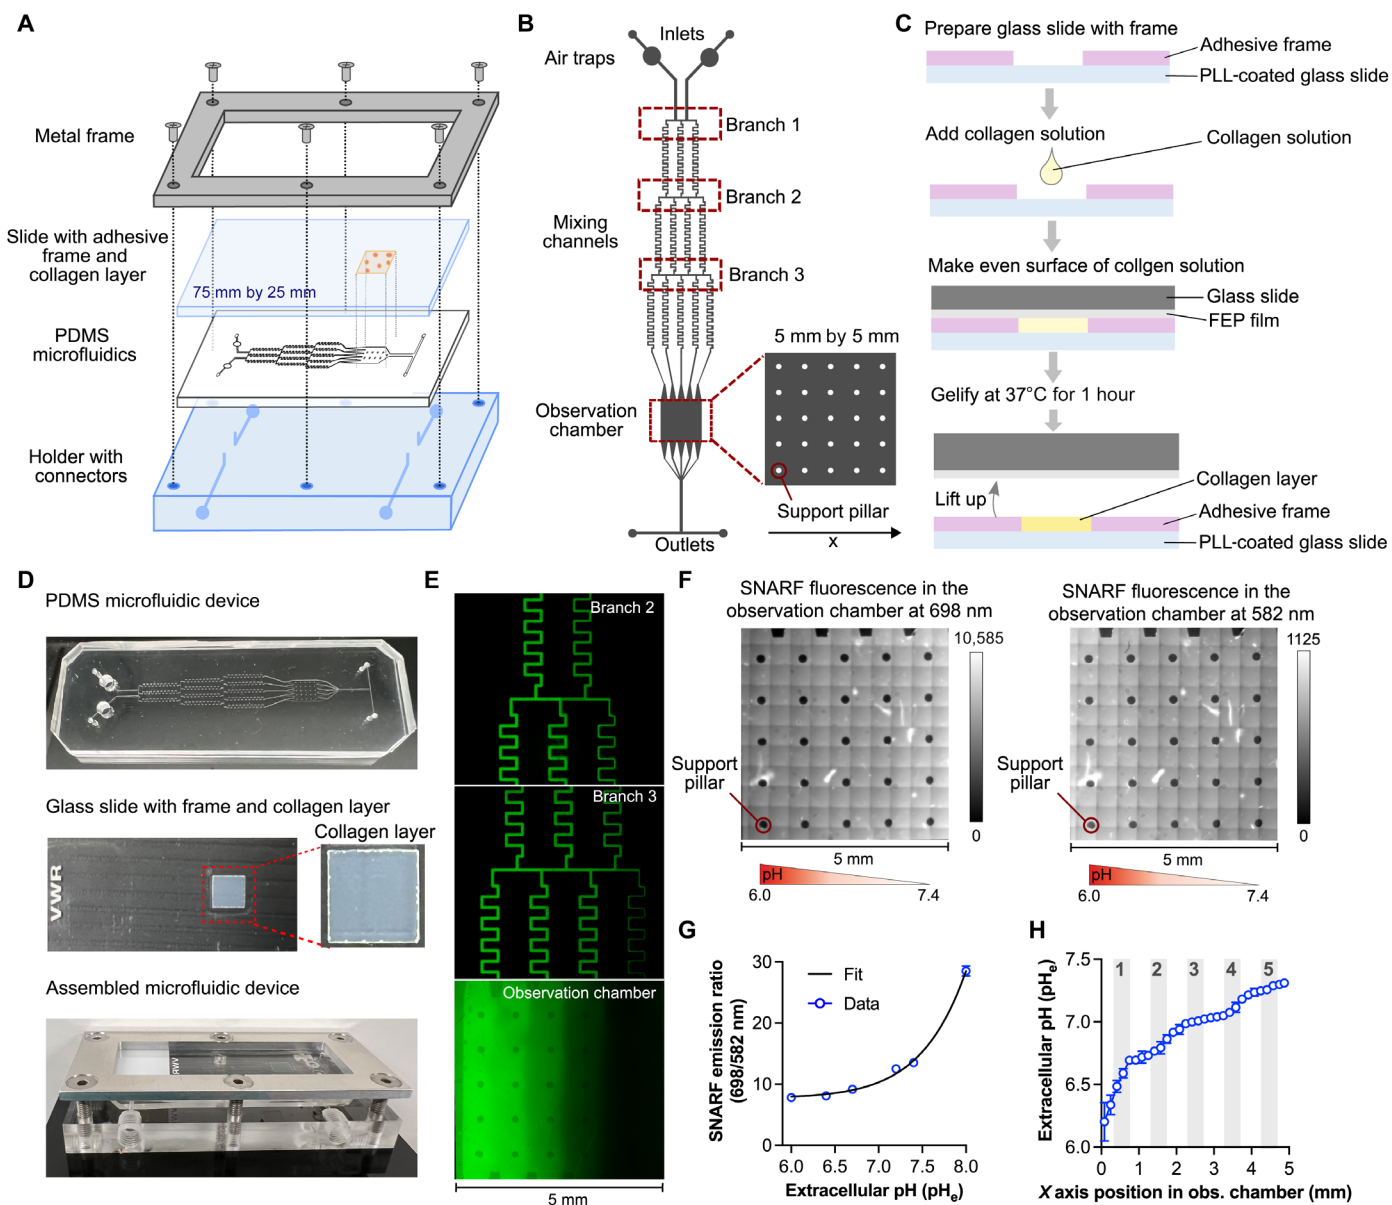 A
Metal frame
Slide with adhesive
frame and
collagen layer
75 mm by 25 mm
PDMS
microfluidics
Holder with
connectors
B
Inlets
Air traps
Branch 1
Branch 2
Mixing
channels
Branch 3
5 mm by 5 mm
Observation
chamber
Support pillar
x
Outlets
C
Prepare glass slide with frame
Adhesive frame
PLL-coated glass slide
Add collagen solution
Collagen solution
Make even surface of collgen solution
Glass slide
FEP film
Gelify at 37°C for 1 hour
Lift up
Collagen layer
Adhesive frame
PLL-coated glass slide
D
PDMS microfluidic device
Glass slide with frame and collagen layer
Collagen layer
VWR
Assembled microfluidic device
VWR
E
Branch 2
Branch 3
Observation chamber
5 mm
F
SNARF fluorescence in the
observation chamber at 698 nm
10,585
0
Support
pillar
5 mm
pH
6.0
7.4
SNARF fluorescence in the
observation chamber at 582 nm
1125
0
Support
pillar
5 mm
pH
6.0
7.4
G
SNARF emission ratio
(698/582 nm)
30
20
10
0
Fit
Data
6.0 6.5 7.0 7.5 8.0
Extracellular pH (pHe)
H
Extracellular pH (pHe)
7.5
7.0
6.5
6.0
1 2 3 4 5
0 1 2 3 4 5
X axis position in obs. chamber (mm)